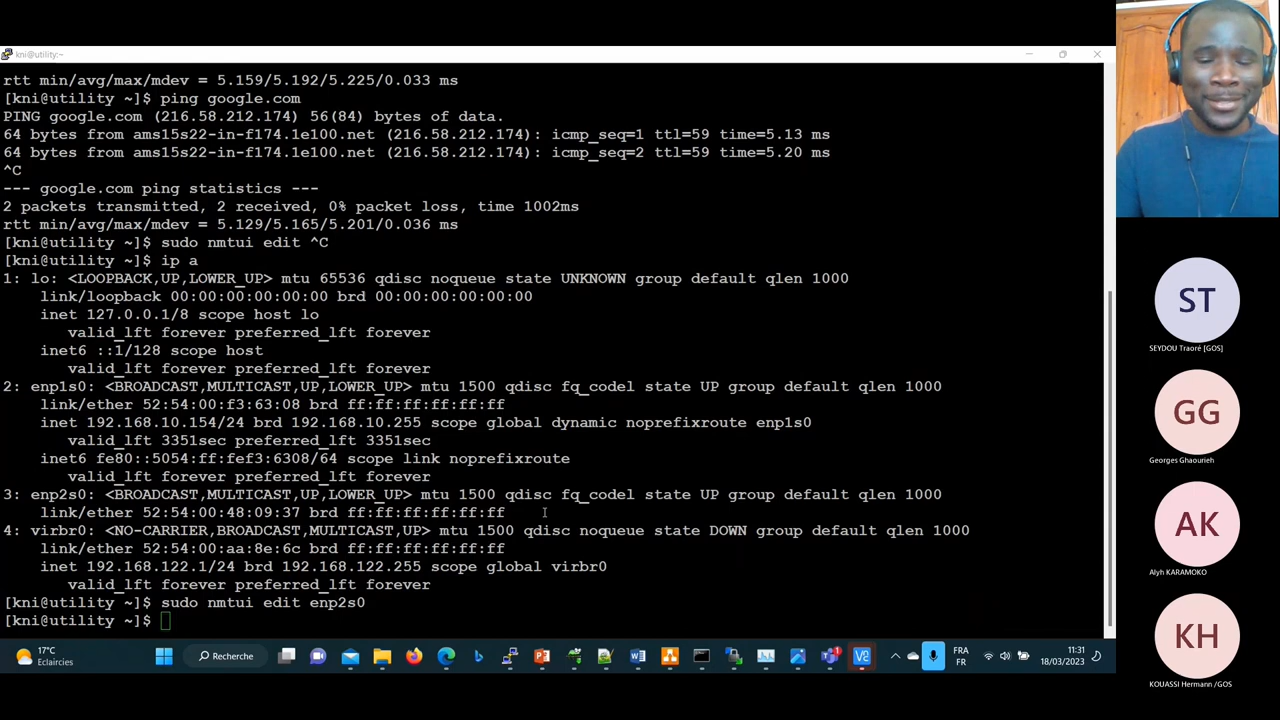 kni@utility:~
rtt min/avg/max/mdev = 5.159/5.192/5.225/0.033 ms
[kni@utility ~]$ ping google.com
PING google.com (216.58.212.174) 56(84) bytes of data.
64 bytes from ams15s22-in-f174.1e100.net (216.58.212.174): icmp_seq=1 ttl=59 time=5.13 ms
64 bytes from ams15s22-in-f174.1e100.net (216.58.212.174): icmp_seq=2 ttl=59 time=5.20 ms
^C
--- google.com ping statistics ---
2 packets transmitted, 2 received, 0% packet loss, time 1002ms
rtt min/avg/max/mdev = 5.129/5.165/5.201/0.036 ms
[kni@utility ~]$ sudo nmtui edit ^C
[kni@utility ~]$ ip a
1: lo: <LOOPBACK,UP,LOWER_UP> mtu 65536 qdisc noqueue state UNKNOWN group default qlen 1000
link/loopback 00:00:00:00:00:00 brd 00:00:00:00:00:00
inet 127.0.0.1/8 scope host lo
valid_lft forever preferred_lft forever
inet6 ::1/128 scope host
valid_lft forever preferred_lft forever
2: enp1s0: <BROADCAST,MULTICAST,UP,LOWER_UP> mtu 1500 qdisc fq_codel state UP group default qlen 1000
link/ether 52:54:00:f3:63:08 brd ff:ff:ff:ff:ff:ff
inet 192.168.10.154/24 brd 192.168.10.255 scope global dynamic noprefixroute enp1s0
valid_lft 3351sec preferred_lft 3351sec
inet6 fe80::5054:ff:fef3:6308/64 scope link noprefixroute
valid_lft forever preferred_lft forever
3: enp2s0: <BROADCAST,MULTICAST,UP,LOWER_UP> mtu 1500 qdisc fq_codel state UP group default qlen 1000
link/ether 52:54:00:48:09:37 brd ff:ff:ff:ff:ff:ff
4: virbr0: <NO-CARRIER,BROADCAST,MULTICAST,UP> mtu 1500 qdisc noqueue state DOWN group default qlen 1000
link/ether 52:54:00:aa:8e:6c brd ff:ff:ff:ff:ff:ff
inet 192.168.122.1/24 brd 192.168.122.255 scope global virbr0
valid_lft forever preferred_lft forever
[kni@utility ~]$ sudo nmtui edit enp2s0
[kni@utility ~]$
ST
SEYDOU Traoré [GOS]
GG
Georges Ghaourieh
AK
Alyh KARAMOKO
KH
KOUASSI Hermann /GOS
17°C
Eclaircies
Recherche
FRA
FR
11:31
18/03/2023